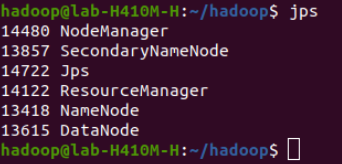 hadoop@lab-H410M-H:~/hadoop$ jps
14480 NodeManager
13857 SecondaryNameNode
14722 Jps
14122 ResourceManager
13418 NameNode
13615 DataNode
hadoop@lab-H410M-H:~/hadoop$